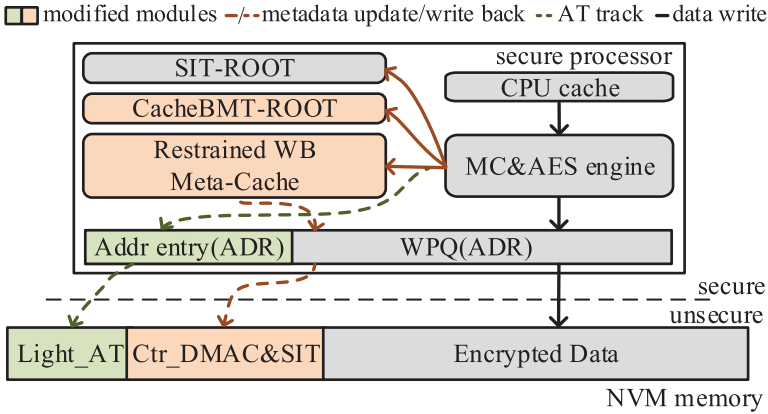 modified modules metadata update/write back AT track data write
secure processor
SIT-ROOT
CPU cache
CacheBMT-ROOT
Restrained WB
Meta-Cache
MC&AES engine
Addr entry(ADR)
WPQ(ADR)
secure
unsecure
Light_AT
Ctr_DMAC&SIT
Encrypted Data
NVM memory